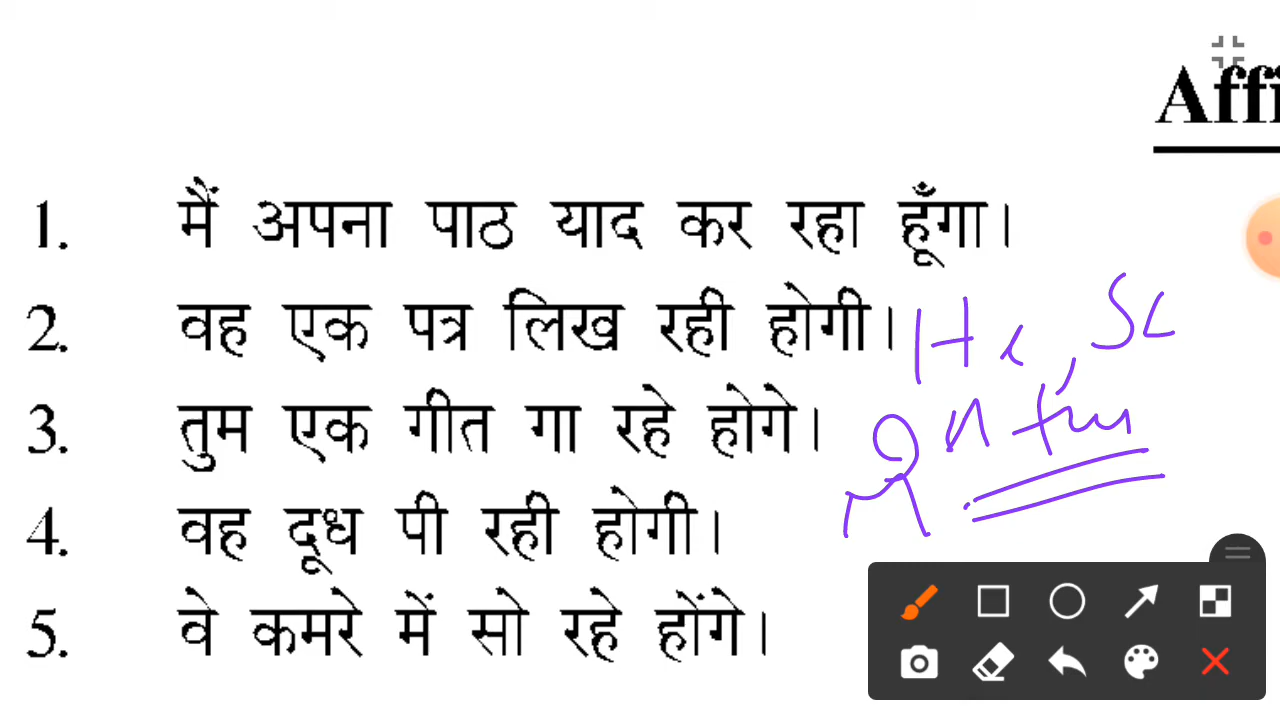 Affi
1. मैं अपना पाठ याद कर रहा हूँगा।
2. वह एक पत्र लिख रही होगी।
He,
3. तुम एक गीत गा रहे होगे।
4. वह दूध पी रही होगी।
5. वे कमरे में सो रहे होंगे।